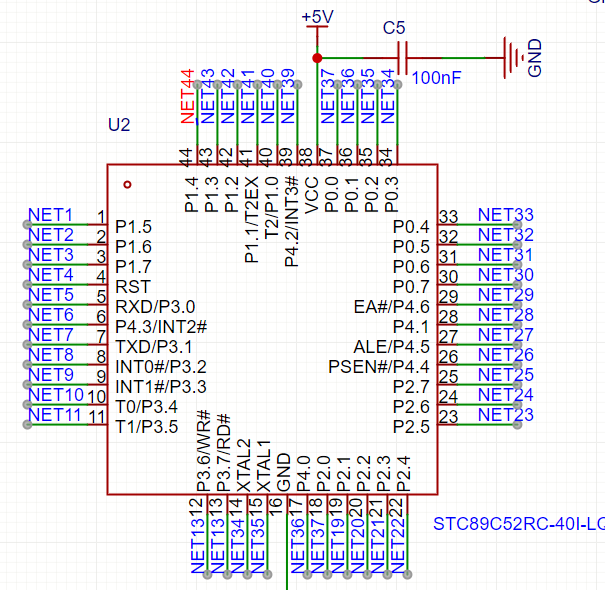 +5V
C5
100nF
GND
NET44
NET43
NET42
NET41
NET40
NET39
NET37
NET36
NET35
NET34
U2
44
43
42
41
40
39
38
37
36
35
34
P1.4
P1.3
P1.2
P1.1/T2EX
T2/P1.0
P4.2/INT3#
VCC
P0.0
P0.1
P0.2
P0.3
NET1 1 P1.5
NET2 2 P1.6
NET3 3 P1.7
NET4 4 RST
NET5 5 RXD/P3.0
NET6 6 P4.3/INT2#
NET7 7 TXD/P3.1
NET8 8 INT0#/P3.2
NET9 9 INT1#/P3.3
NET10 10 T0/P3.4
NET11 11 T1/P3.5
P0.4 33 NET33
P0.5 32 NET32
P0.6 31 NET31
P0.7 30 NET30
EA#/P4.6 29 NET29
P4.1 28 NET28
ALE/P4.5 27 NET27
PSEN#/P4.4 26 NET26
P2.7 25 NET25
P2.6 24 NET24
P2.5 23 NET23
P3.6/WR#
P3.7/RD#
XTAL2
XTAL1
GND
P4.0
P2.0
P2.1
P2.2
P2.3
P2.4
12
13
14
15
16
17
18
19
20
21
22
NET13
NET13
NET34
NET35
NET36
NET37
NET19
NET20
NET21
NET22
STC89C52RC-40I-LQ